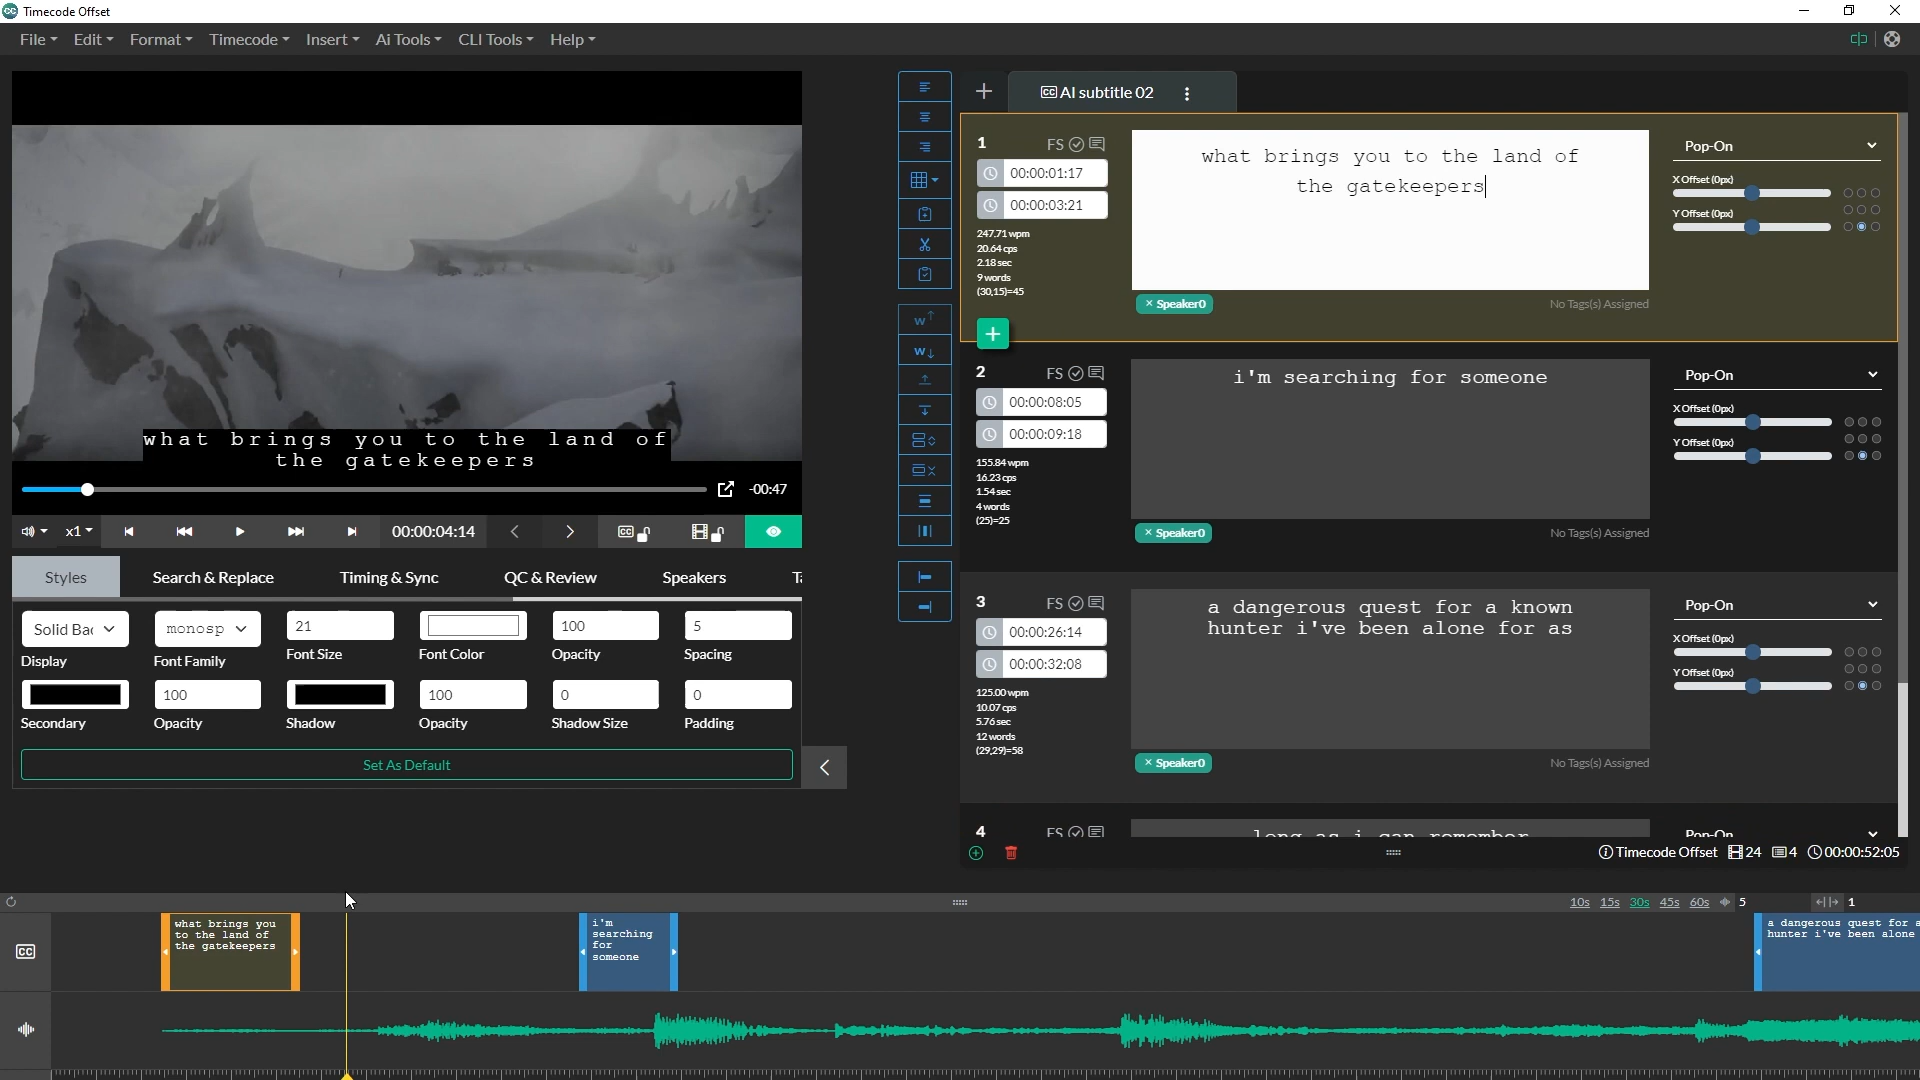 Timecode Offset
File Edit Format Timecode Insert Ai Tools CLI Tools Help
what brings you to the land of
the gatekeepers
-00:47
x1
00:00:04:14
CC
Styles Search & Replace Timing & Sync QC & Review Speakers
Solid Bac monosp 21 100 5
Display Font Family Font Size Font Color Opacity Spacing
100 100 0 0
Secondary Opacity Shadow Opacity Shadow Size Padding
Set As Default
W
W
CC AI subtitle 02
1 FS
00:00:01:17
00:00:03:21
247.71 wpm
20.64 cps
2.18 sec
9 words
(30,15)=45
what brings you to the land of
the gatekeepers
× Speaker0
No Tags(s) Assigned
Pop-On
X Offset (0px)
Y Offset (0px)
2 FS
00:00:08:05
00:00:09:18
155.84 wpm
16.23 cps
1.54 sec
4 words
(25)=25
i'm searching for someone
× Speaker0
No Tags(s) Assigned
Pop-On
X Offset (0px)
Y Offset (0px)
3 FS
00:00:26:14
00:00:32:08
125.00 wpm
10.07 cps
5.76 sec
12 words
(29,29)=58
a dangerous quest for a known
hunter i've been alone for as
× Speaker0
No Tags(s) Assigned
Pop-On
X Offset (0px)
Y Offset (0px)
4 FS
long as i can remember
Pop-On
Timecode Offset 24 4 00:00:52:05
10s 15s 30s 45s 60s 5 1
CC
what brings you
to the land of
the gatekeepers
i'm
searching
for
someone
a dangerous quest for a
hunter i've been alone